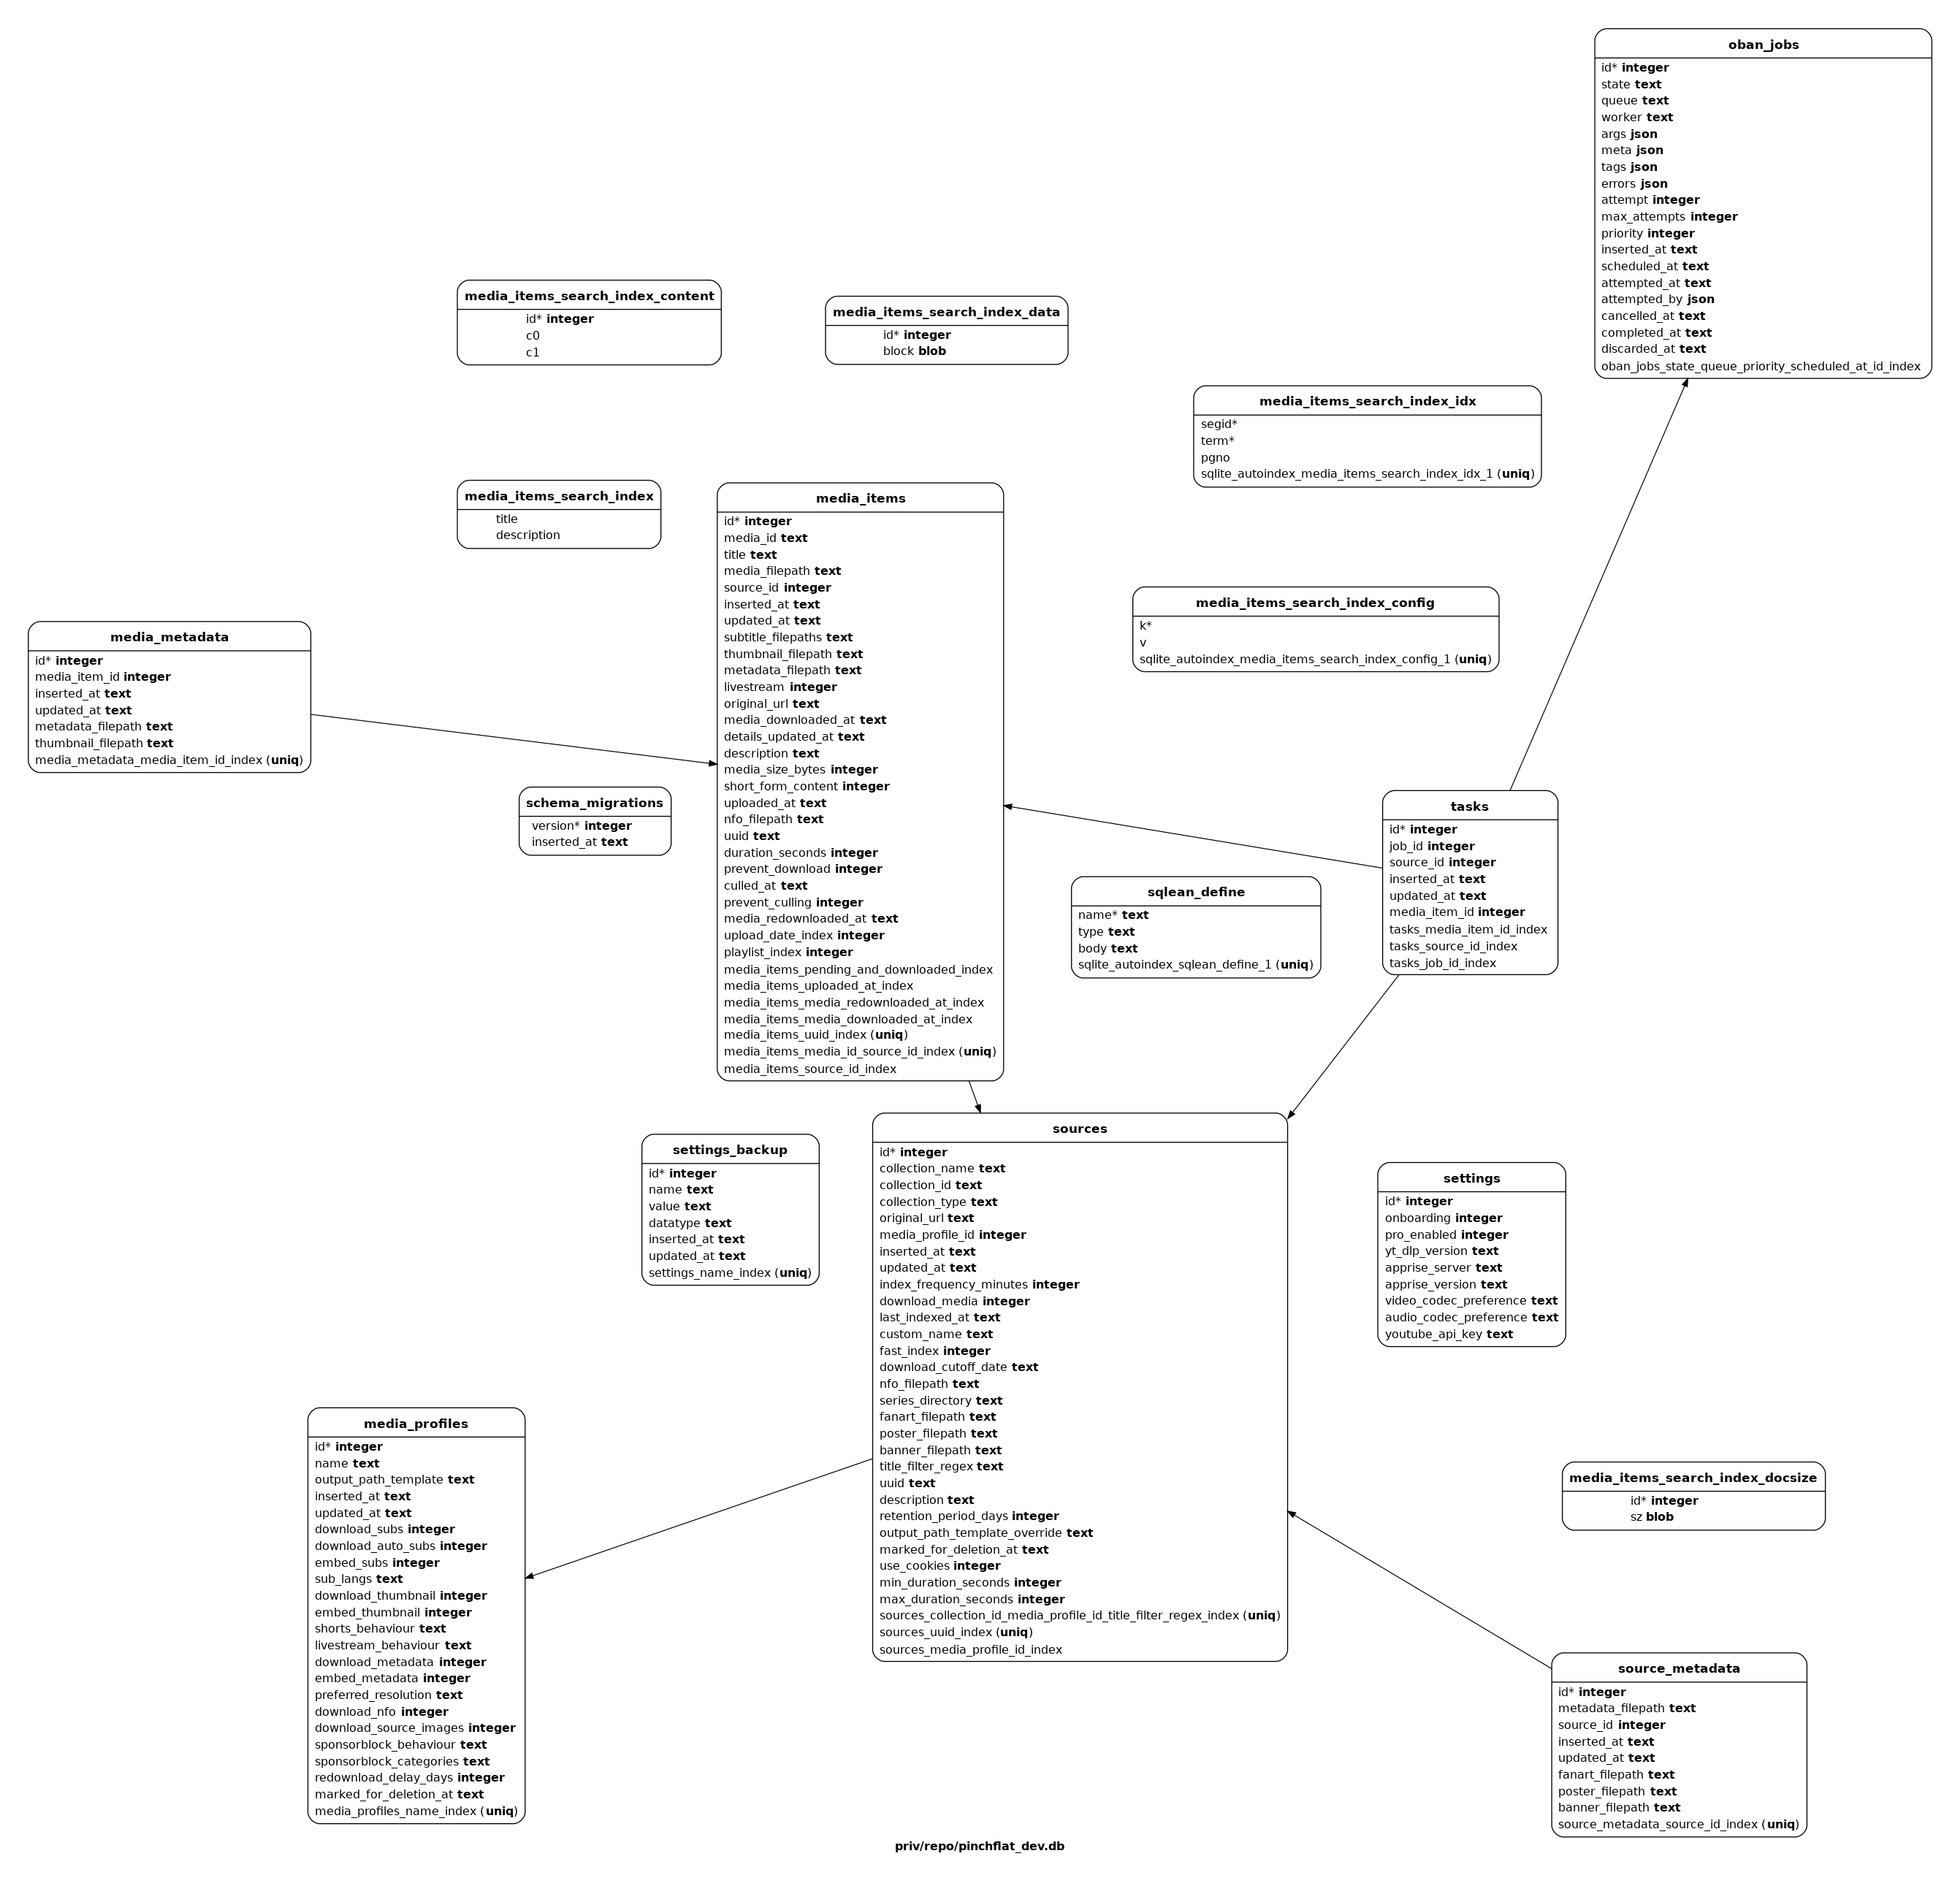 oban_jobs
id* integer
state text
queue text
worker text
args json
meta json
tags json
errors json
attempt integer
max_attempts integer
priority integer
inserted_at text
scheduled_at text
attempted_at text
attempted_by json
cancelled_at text
completed_at text
discarded_at text
oban_jobs_state_queue_priority_scheduled_at_id_index
media_items_search_index_content
id* integer
c0
c1
media_items_search_index_data
id* integer
block blob
media_items_search_index_idx
segid*
term*
pgno
sqlite_autoindex_media_items_search_index_idx_1 (uniq)
media_items_search_index
title
description
media_items
id* integer
media_id text
title text
media_filepath text
source_id integer
inserted_at text
updated_at text
subtitle_filepaths text
thumbnail_filepath text
metadata_filepath text
livestream integer
original_url text
media_downloaded_at text
details_updated_at text
description text
media_size_bytes integer
short_form_content integer
uploaded_at text
nfo_filepath text
uuid text
duration_seconds integer
prevent_download integer
culled_at text
prevent_culling integer
media_redownloaded_at text
upload_date_index integer
playlist_index integer
media_items_pending_and_downloaded_index
media_items_uploaded_at_index
media_items_media_redownloaded_at_index
media_items_media_downloaded_at_index
media_items_uuid_index (uniq)
media_items_media_id_source_id_index (uniq)
media_items_source_id_index
media_items_search_index_config
k*
v
sqlite_autoindex_media_items_search_index_config_1 (uniq)
media_metadata
id* integer
media_item_id integer
inserted_at text
updated_at text
metadata_filepath text
thumbnail_filepath text
media_metadata_media_item_id_index (uniq)
schema_migrations
version* integer
inserted_at text
tasks
id* integer
job_id integer
source_id integer
inserted_at text
updated_at text
media_item_id integer
tasks_media_item_id_index
tasks_source_id_index
tasks_job_id_index
sqlean_define
name* text
type text
body text
sqlite_autoindex_sqlean_define_1 (uniq)
sources
id* integer
collection_name text
collection_id text
collection_type text
original_url text
media_profile_id integer
inserted_at text
updated_at text
index_frequency_minutes integer
download_media integer
last_indexed_at text
custom_name text
fast_index integer
download_cutoff_date text
nfo_filepath text
series_directory text
fanart_filepath text
poster_filepath text
banner_filepath text
title_filter_regex text
uuid text
description text
retention_period_days integer
output_path_template_override text
marked_for_deletion_at text
use_cookies integer
min_duration_seconds integer
max_duration_seconds integer
sources_collection_id_media_profile_id_title_filter_regex_index (uniq)
sources_uuid_index (uniq)
sources_media_profile_id_index
settings_backup
id* integer
name text
value text
datatype text
inserted_at text
updated_at text
settings_name_index (uniq)
settings
id* integer
onboarding integer
pro_enabled integer
yt_dlp_version text
apprise_server text
apprise_version text
video_codec_preference text
audio_codec_preference text
youtube_api_key text
media_profiles
id* integer
name text
output_path_template text
inserted_at text
updated_at text
download_subs integer
download_auto_subs integer
embed_subs integer
sub_langs text
download_thumbnail integer
embed_thumbnail integer
shorts_behaviour text
livestream_behaviour text
download_metadata integer
embed_metadata integer
preferred_resolution text
download_nfo integer
download_source_images integer
sponsorblock_behaviour text
sponsorblock_categories text
redownload_delay_days integer
marked_for_deletion_at text
media_profiles_name_index (uniq)
media_items_search_index_docsize
id* integer
sz blob
source_metadata
id* integer
metadata_filepath text
source_id integer
inserted_at text
updated_at text
fanart_filepath text
poster_filepath text
banner_filepath text
source_metadata_source_id_index (uniq)
priv/repo/pinchflat_dev.db